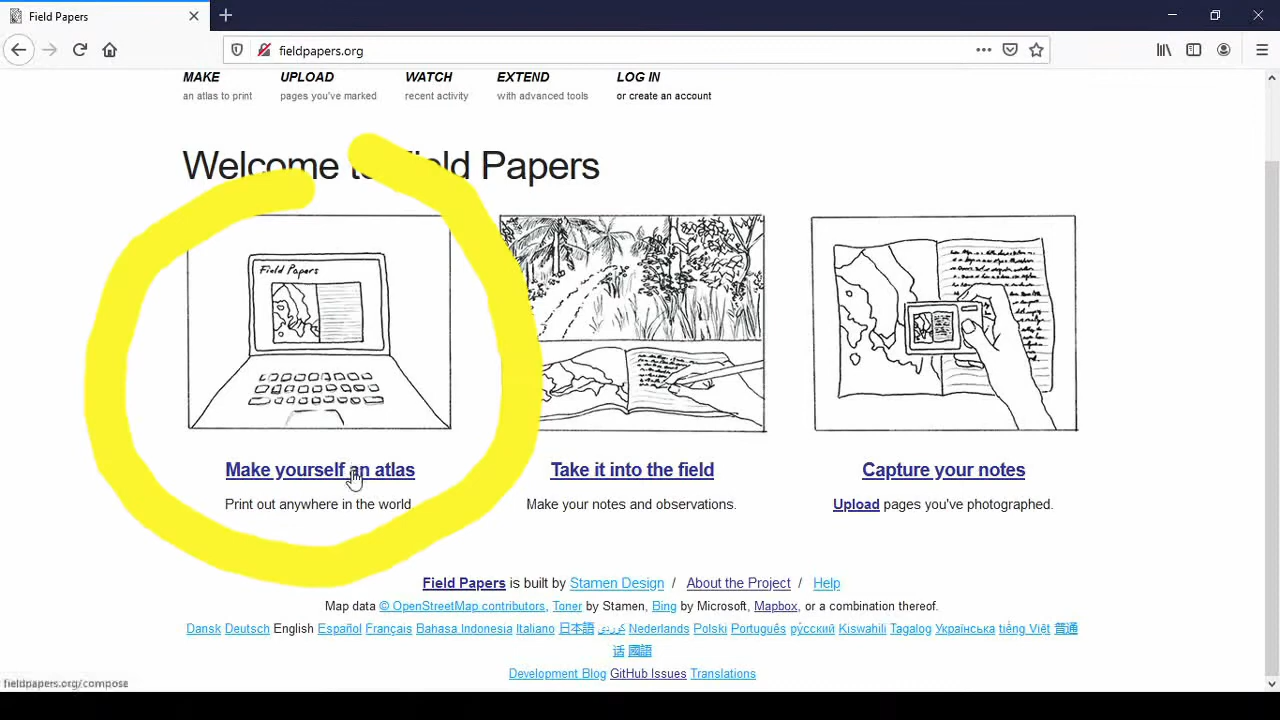 Field Papers
fieldpapers.org
MAKE UPLOAD WATCH EXTEND LOG IN
an atlas to print pages you've marked recent activity with advanced tools or create an account
Welcome to Field Papers
Field Papers
Make yourself an atlas Take it into the field Capture your notes
Print out anywhere in the world. Make your notes and observations. Upload pages you've photographed.
Field Papers is built by Stamen Design / About the Project / Help
Map data © OpenStreetMap contributors, Toner by Stamen, Bing by Microsoft, Mapbox, or a combination thereof.
Dansk Deutsch English Español Français Bahasa Indonesia Italiano 日本語 كوردی Nederlands Polski Português русский Kiswahili Tagalog Українська tiếng Việt 普通
话 國語
Development Blog GitHub Issues Translations
fieldpapers.org/compose